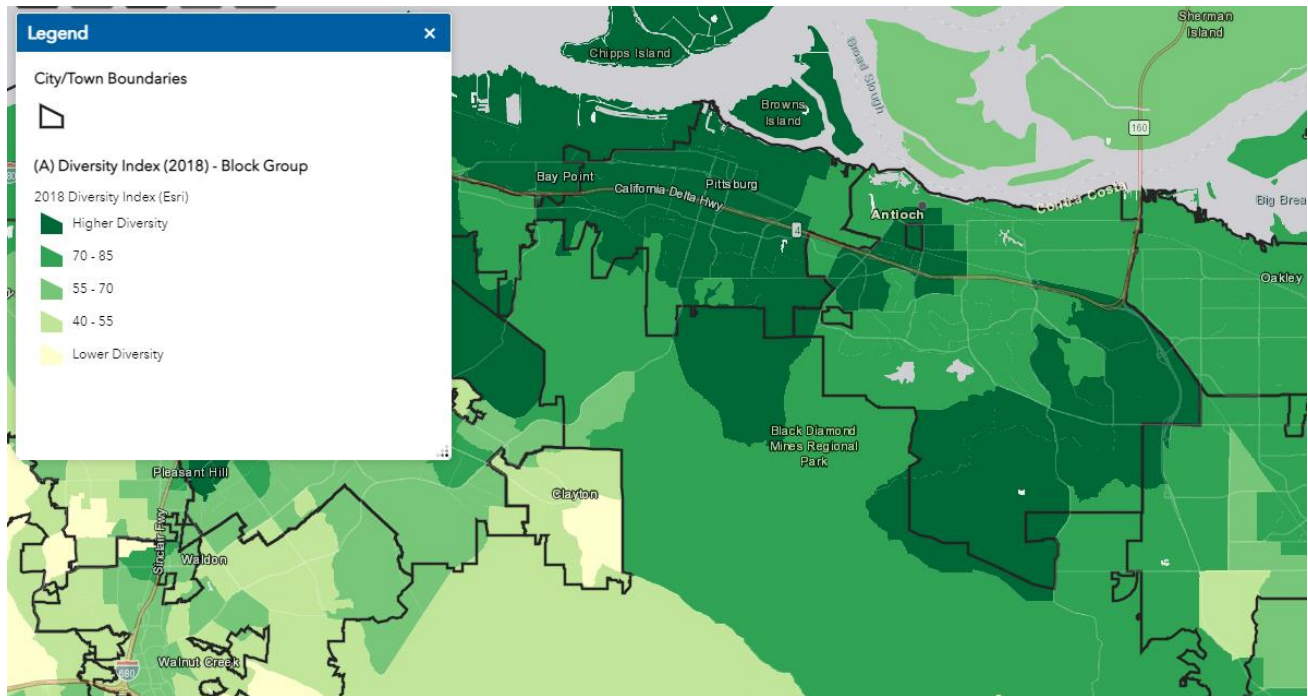 Legend
×
City/Town Boundaries
(A) Diversity Index (2018) - Block Group
2018 Diversity Index (Esri)
Higher Diversity
70 - 85
55 - 70
40 - 55
Lower Diversity
Sherman
Island
Chipps Island
Broad Slough
Browns
Island
160
Bay Point
Pittsburg
California Delta Hwy
Contra Costa
Big Brea
Antioch
4
Oakley
Black Diamond
Mines Regional
Park
Pleasant Hill
Clayton
Sinclair Fwy
Waldon
Walnut Creek
680